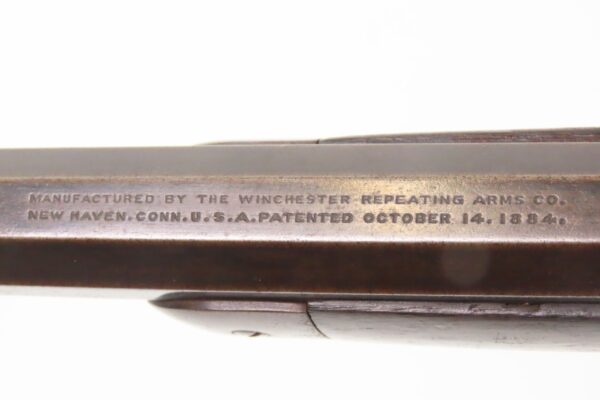 MANUFACTURED BY THE WINCHESTER REPEATING ARMS CO.
NEW HAVEN. CONN. U. S. A. PATENTED OCTOBER 14. 1884.